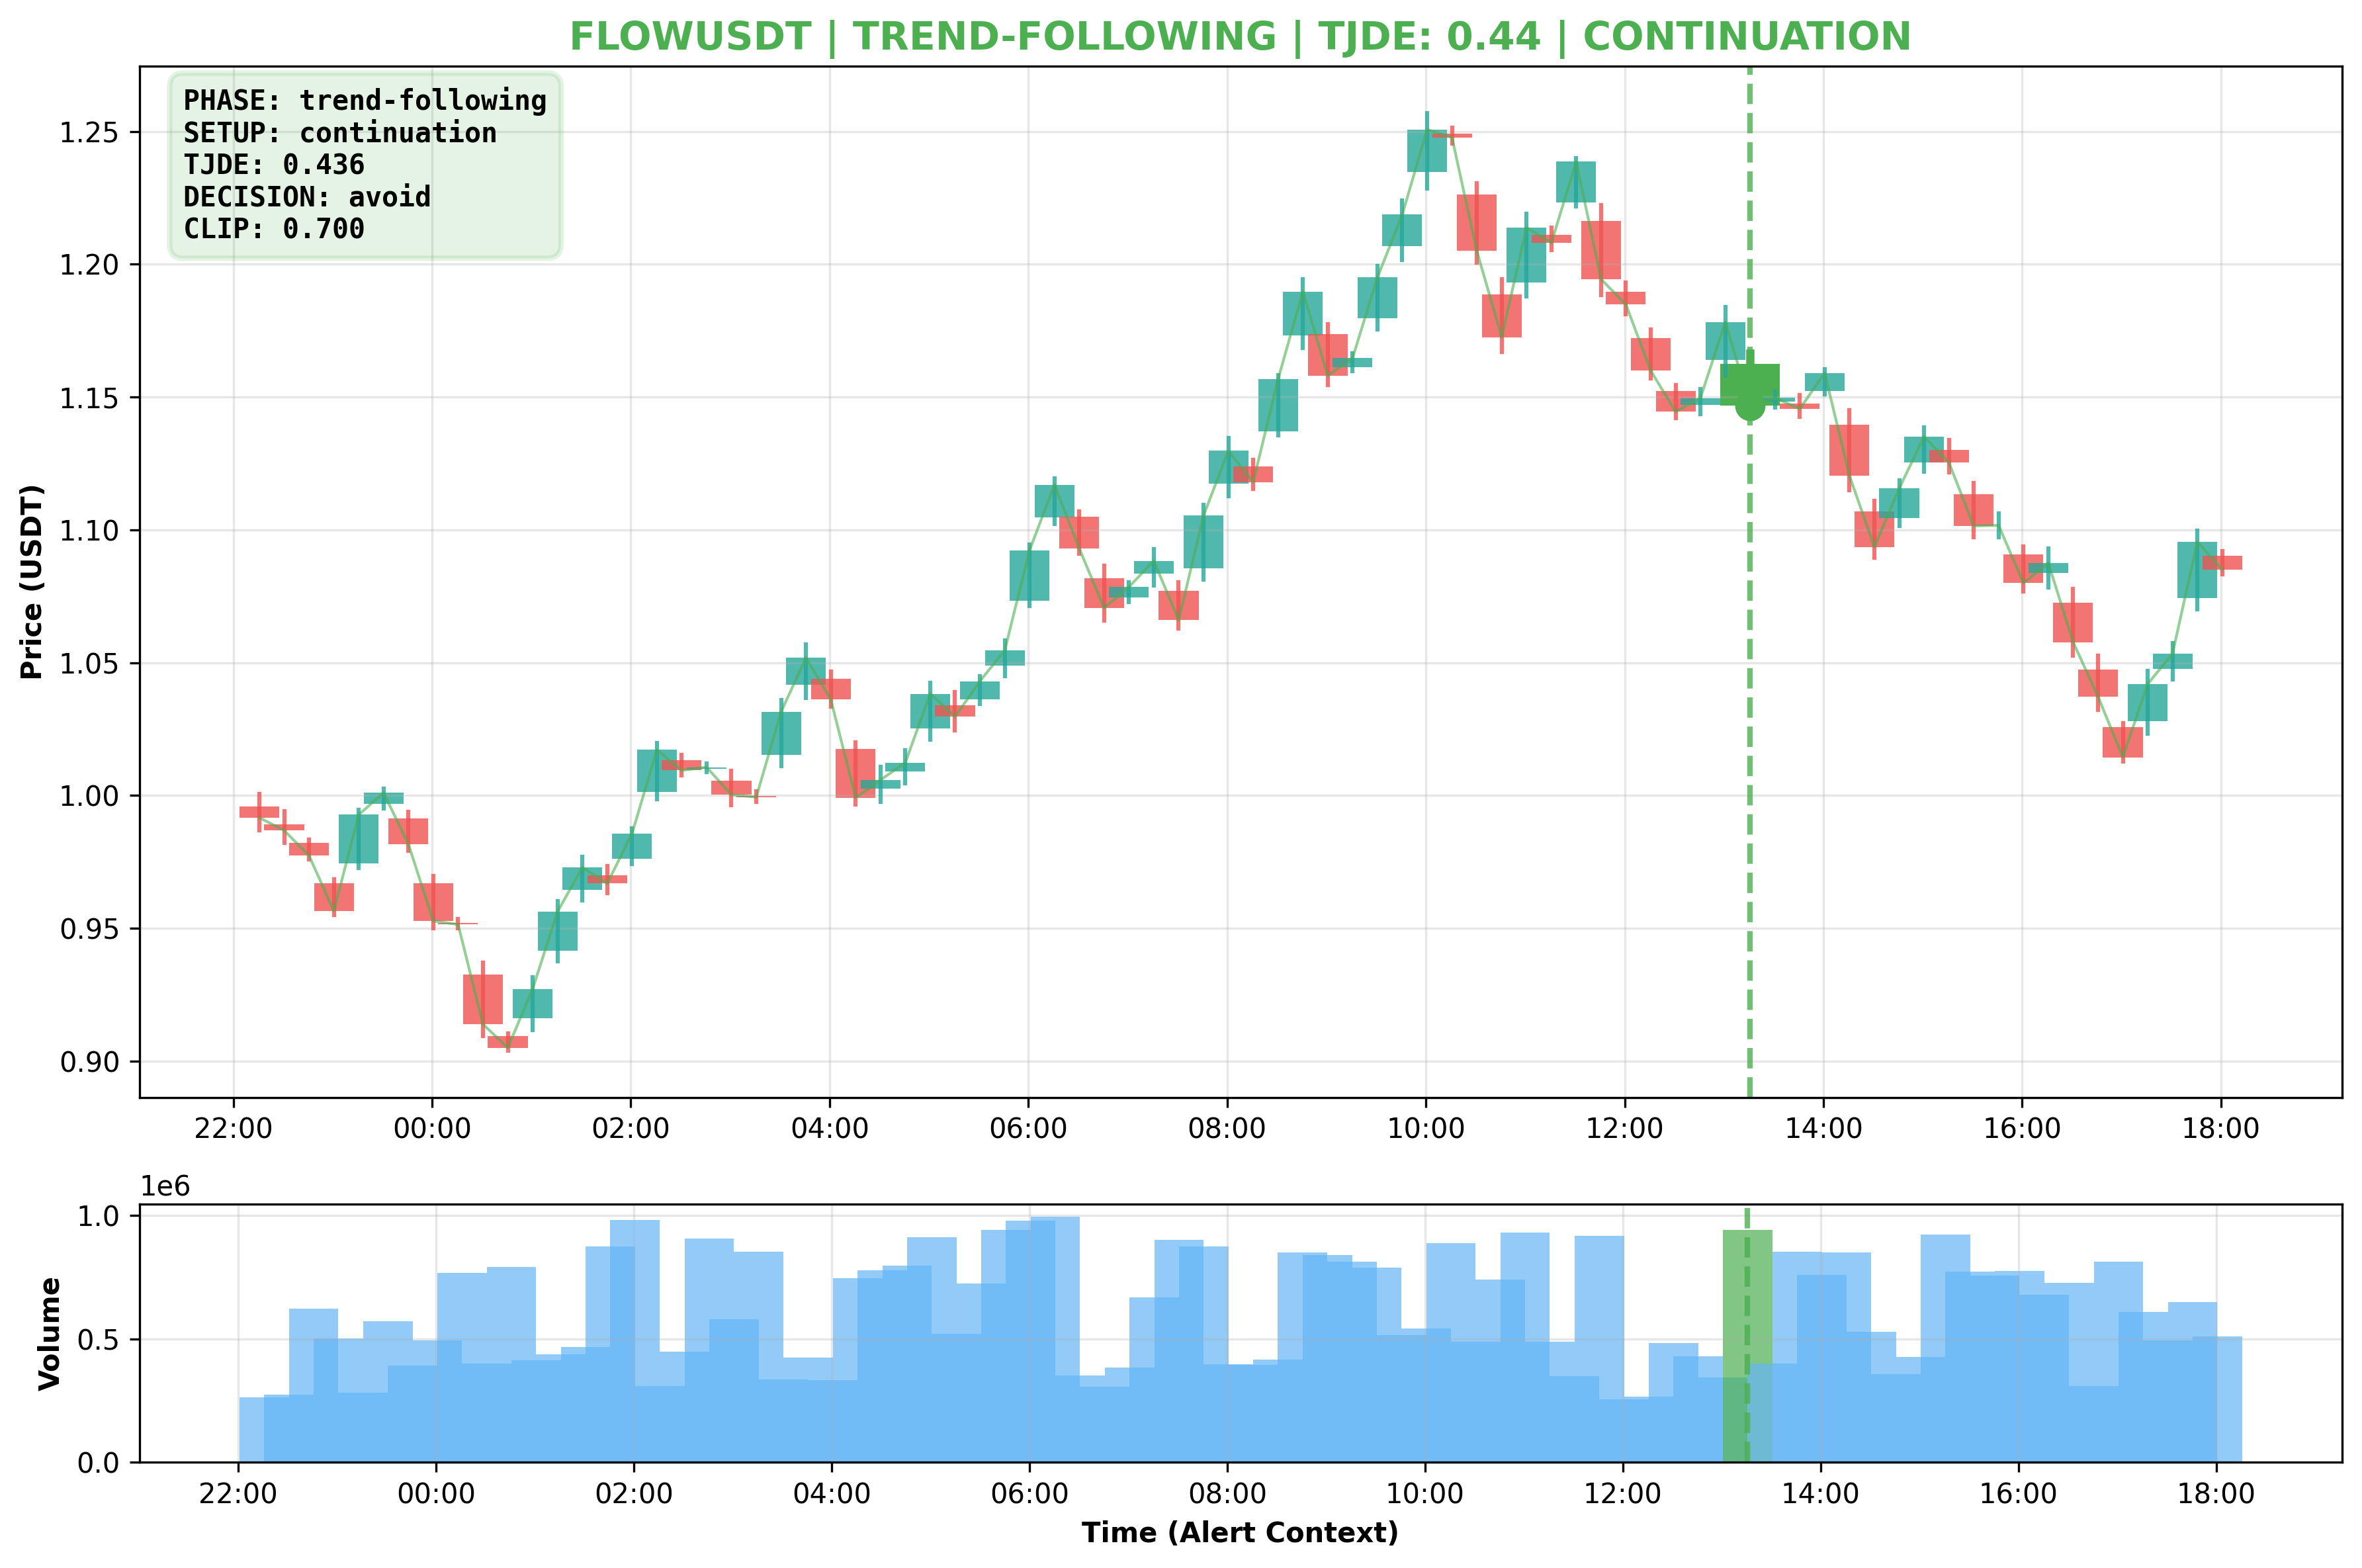 FLOWUSDT | TREND-FOLLOWING | TJDE: 0.44 | CONTINUATION
PHASE: trend-following
SETUP: continuation
TJDE: 0.436
DECISION: avoid
CLIP: 0.700
Price (USDT)
1.25
1.20
1.15
1.10
1.05
1.00
0.95
0.90
22:00 00:00 02:00 04:00 06:00 08:00 10:00 12:00 14:00 16:00 18:00
1e6
Volume
1.0
0.5
0.0
22:00 00:00 02:00 04:00 06:00 08:00 10:00 12:00 14:00 16:00 18:00
Time (Alert Context)